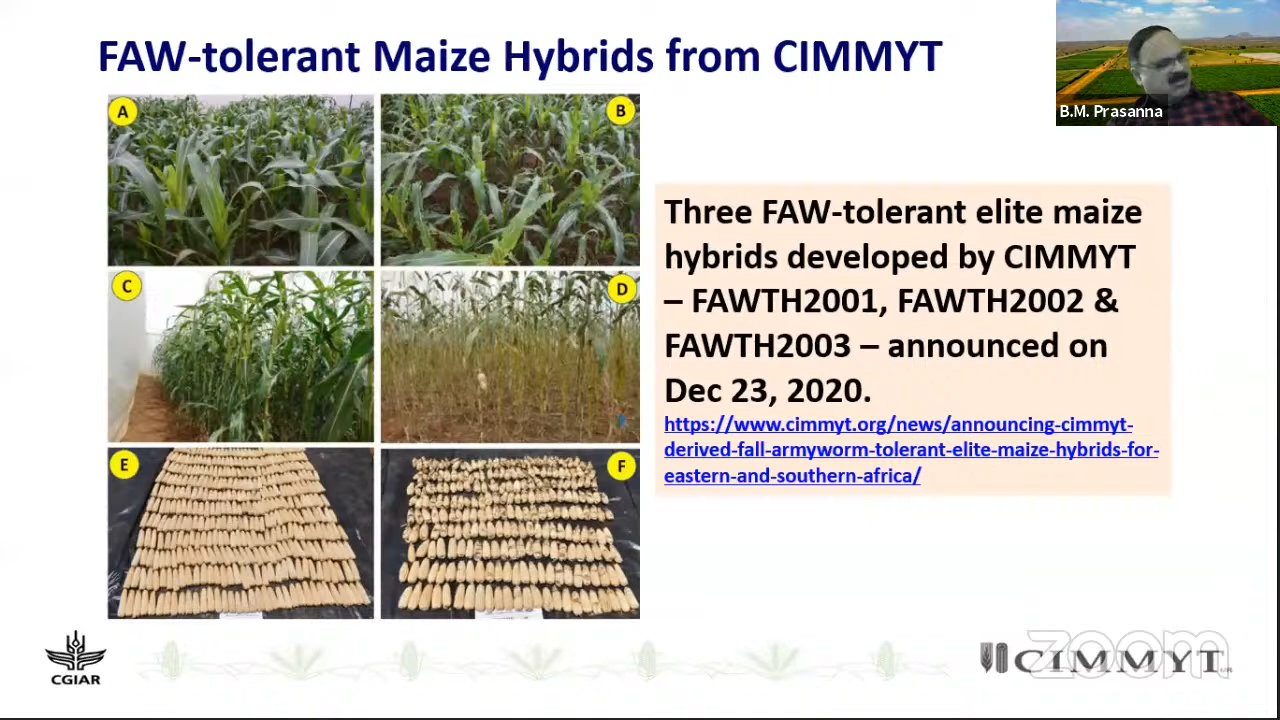 FAW-tolerant Maize Hybrids from CIMMYT
B.M. Prasanna
A
B
C
D
E
F
Three FAW-tolerant elite maize
hybrids developed by CIMMYT
– FAWTH2001, FAWTH2002 &
FAWTH2003 – announced on
Dec 23, 2020.
https://www.cimmyt.org/news/announcing-cimmyt-
derived-fall-armyworm-tolerant-elite-maize-hybrids-for-
eastern-and-southern-africa/
CGIAR
CIMMYT
zoom